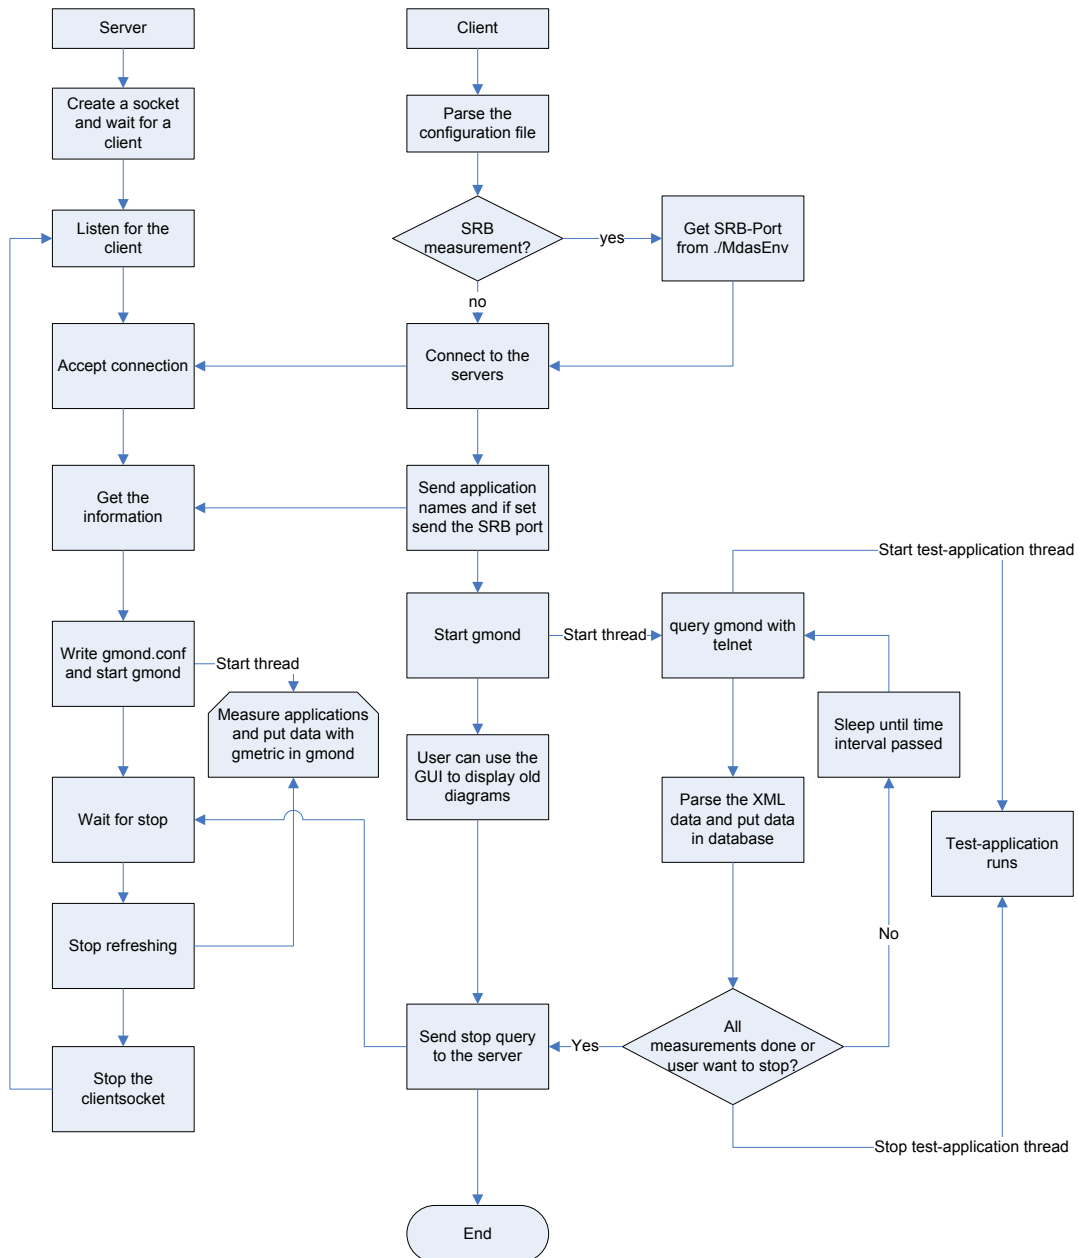 Server
Client
Create a socket
and wait for a
client
Parse the
configuration file
Listen for the
client
SRB
measurement?
yes
Get SRB-Port
from ./MdasEnv
no
Accept connection
Connect to the
servers
Get the
information
Send application
names and if set
send the SRB port
Start test-application thread
Write gmond.conf
and start gmond
Start thread
Start gmond
Start thread
query gmond with
telnet
Measure applications
and put data with
gmetric in gmond
User can use the
GUI to display old
diagrams
Sleep until time
interval passed
Wait for stop
Parse the XML
data and put data
in database
Test-application
runs
Stop refreshing
No
Send stop query
to the server
Yes
All
measurements done or
user want to stop?
Stop the
clientsocket
Stop test-application thread
End